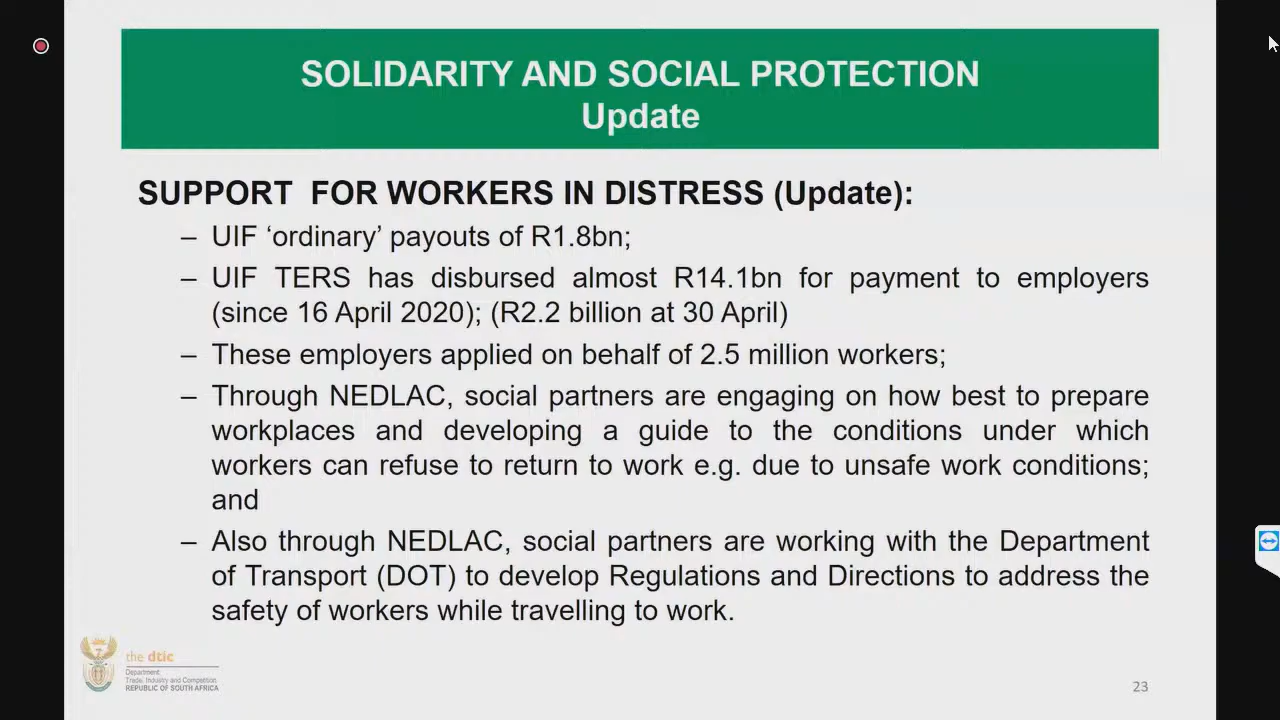 SOLIDARITY AND SOCIAL PROTECTION
Update
SUPPORT FOR WORKERS IN DISTRESS (Update):
– UIF ‘ordinary’ payouts of R1.8bn;
– UIF TERS has disbursed almost R14.1bn for payment to employers
(since 16 April 2020); (R2.2 billion at 30 April)
– These employers applied on behalf of 2.5 million workers;
– Through NEDLAC, social partners are engaging on how best to prepare
workplaces and developing a guide to the conditions under which
workers can refuse to return to work e.g. due to unsafe work conditions;
and
– Also through NEDLAC, social partners are working with the Department
of Transport (DOT) to develop Regulations and Directions to address the
safety of workers while travelling to work.
the dtic
Department:
Trade, Industry and Competition
REPUBLIC OF SOUTH AFRICA
23